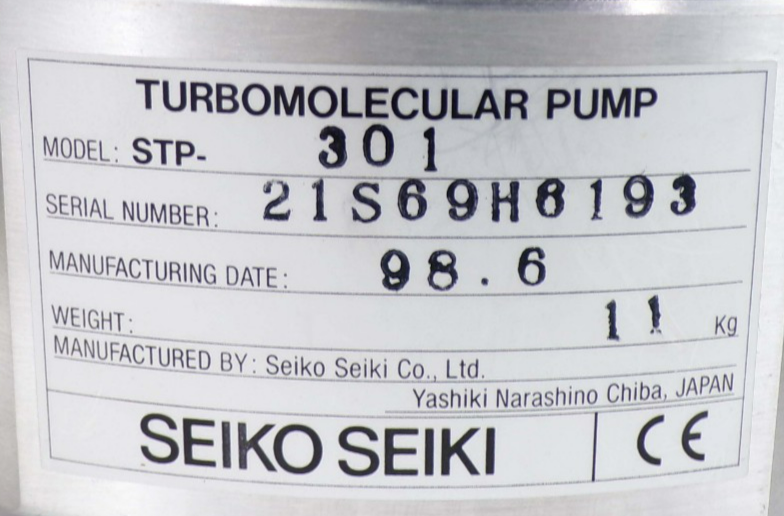 TURBOMOLECULAR PUMP
MODEL: STP- 301
SERIAL NUMBER: 21S69H6193
MANUFACTURING DATE: 98.6
WEIGHT: 11 Kg
MANUFACTURED BY: Seiko Seiki Co., Ltd.
Yashiki Narashino Chiba, JAPAN
SEIKO SEIKI CE